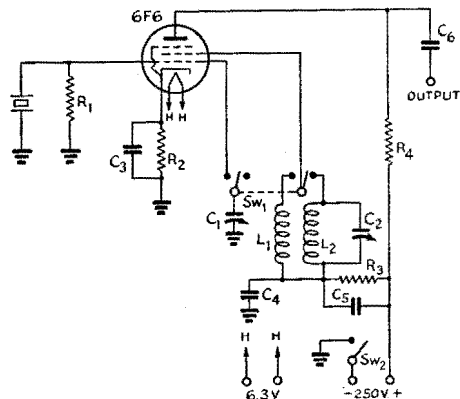 6F6
C6
OUTPUT
R1
H H
C3
R2
R4
Sw1
C1
L1
L2
C2
R3
C4
C5
H H
Sw2
6.3V
-250V.+